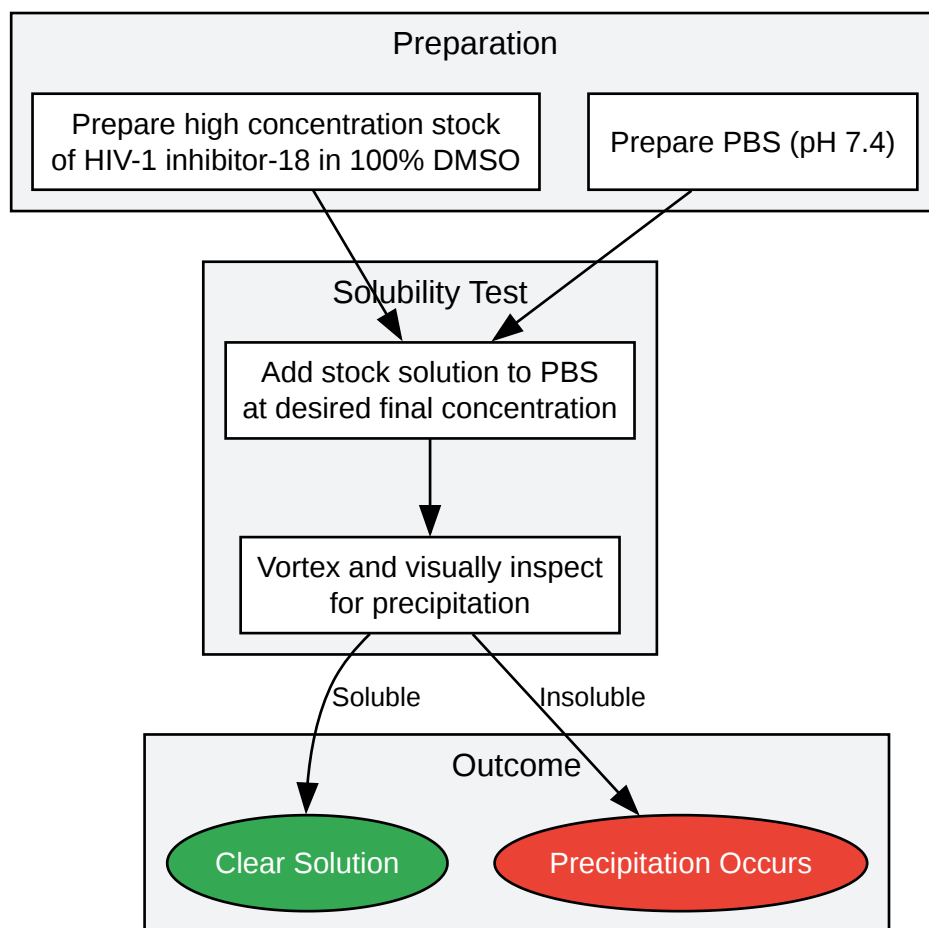 Preparation
Prepare high concentration stock
of HIV-1 inhibitor-18 in 100% DMSO
Prepare PBS (pH 7.4)
Solubility Test
Add stock solution to PBS
at desired final concentration
Vortex and visually inspect
for precipitation
Soluble
Insoluble
Outcome
Clear Solution
Precipitation Occurs